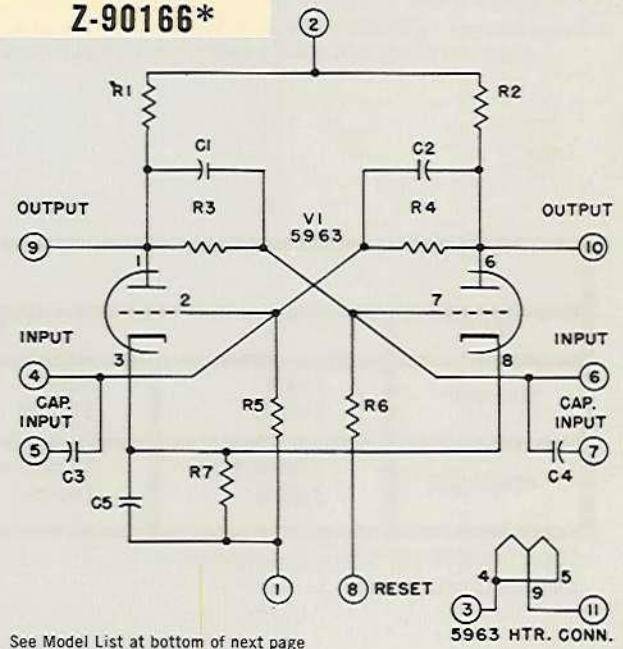 Z-90166*
2
R1
R2
C1
C2
OUTPUT
R3
V1
5963
R4
OUTPUT
9
10
1
6
2
7
INPUT
3
8
INPUT
4
6
CAP.
INPUT
R5
R6
CAP.
INPUT
5
C3
R7
C4
7
C5
1
8
RESET
4
5
9
3
11
5963 HTR. CONN.
See Model List at bottom of next page